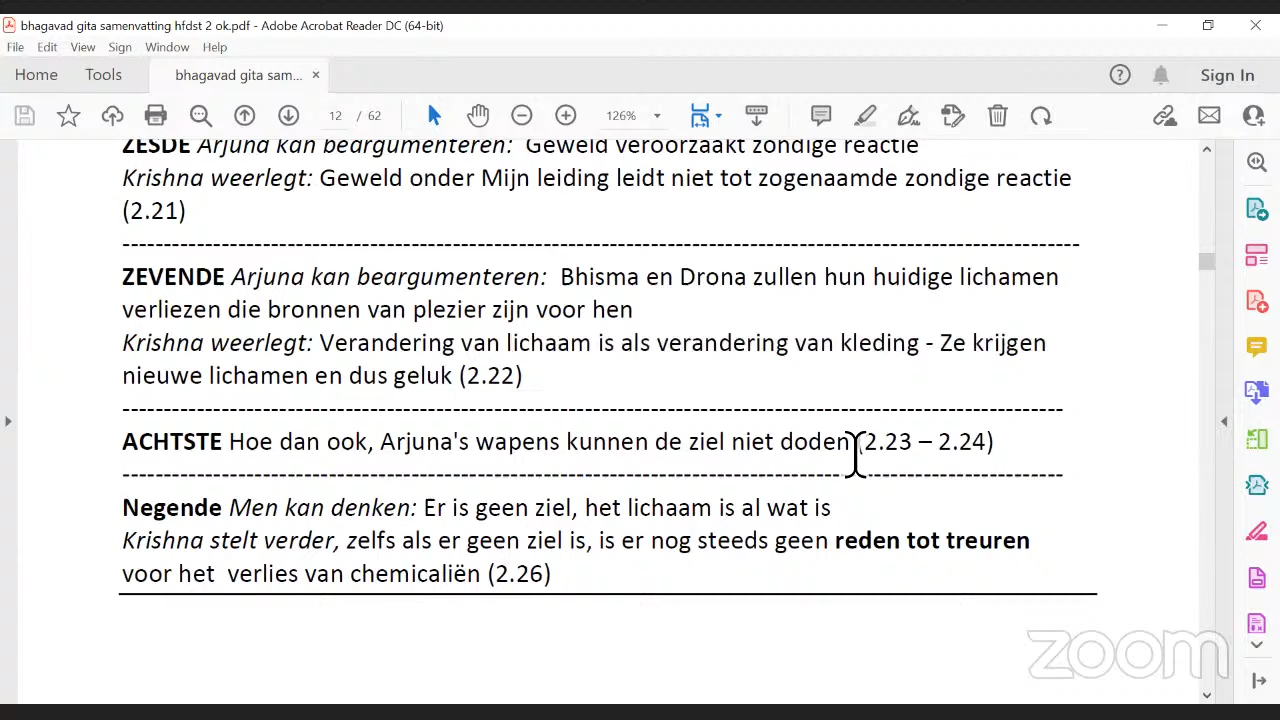 bhagavad gita samenvatting hfdst 2 ok.pdf - Adobe Acrobat Reader DC (64-bit)
File Edit View Sign Window Help
Home Tools bhagavad gita sam... × Sign In
12 / 62 126%
ZESDE Arjuna kan beargumenteren: Geweld veroorzaakt zondige reactie
Krishna weerlegt: Geweld onder Mijn leiding leidt niet tot zogenaamde zondige reactie
(2.21)
ZEVENDE Arjuna kan beargumenteren: Bhisma en Drona zullen hun huidige lichamen
verliezen die bronnen van plezier zijn voor hen
Krishna weerlegt: Verandering van lichaam is als verandering van kleding - Ze krijgen
nieuwe lichamen en dus geluk (2.22)
ACHTSTE Hoe dan ook, Arjuna's wapens kunnen de ziel niet doden (2.23 – 2.24)
Negende Men kan denken: Er is geen ziel, het lichaam is al wat is
Krishna stelt verder, zelfs als er geen ziel is, is er nog steeds geen reden tot treuren
voor het verlies van chemicaliën (2.26)
zoom